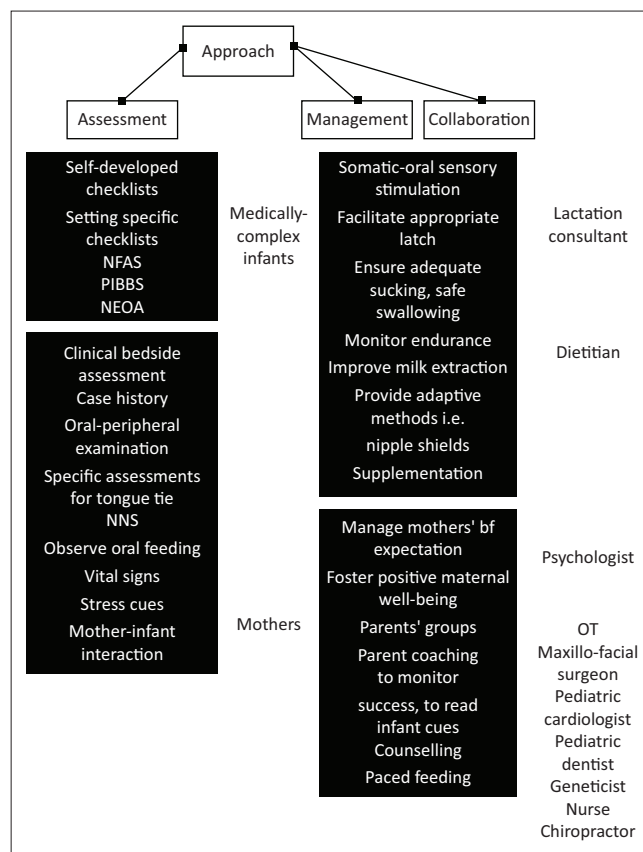 Approach
Assessment
Management
Collaboration
Self-developed
checklists
Setting specific
checklists
NFAS
PIBBS
NEOA
Clinical bedside
assessment
Case history
Oral-peripheral
examination
Specific assessments
for tongue tie
NNS
Observe oral feeding
Vital signs
Stress cues
Mother-infant
interaction
Medically-
complex
infants
Mothers
Somatic-oral sensory
stimulation
Facilitate appropriate
latch
Ensure adequate
sucking, safe
swallowing
Monitor endurance
Improve milk extraction
Provide adaptive
methods i.e.
nipple shields
Supplementation
Manage mothers' bf
expectation
Foster positive maternal
well-being
Parents' groups
Parent coaching
to monitor
success, to read
infant cues
Counselling
Paced feeding
Lactation
consultant
Dietitian
Psychologist
OT
Maxillo-facial
surgeon
Pediatric
cardiologist
Pediatric
dentist
Geneticist
Nurse
Chiropractor